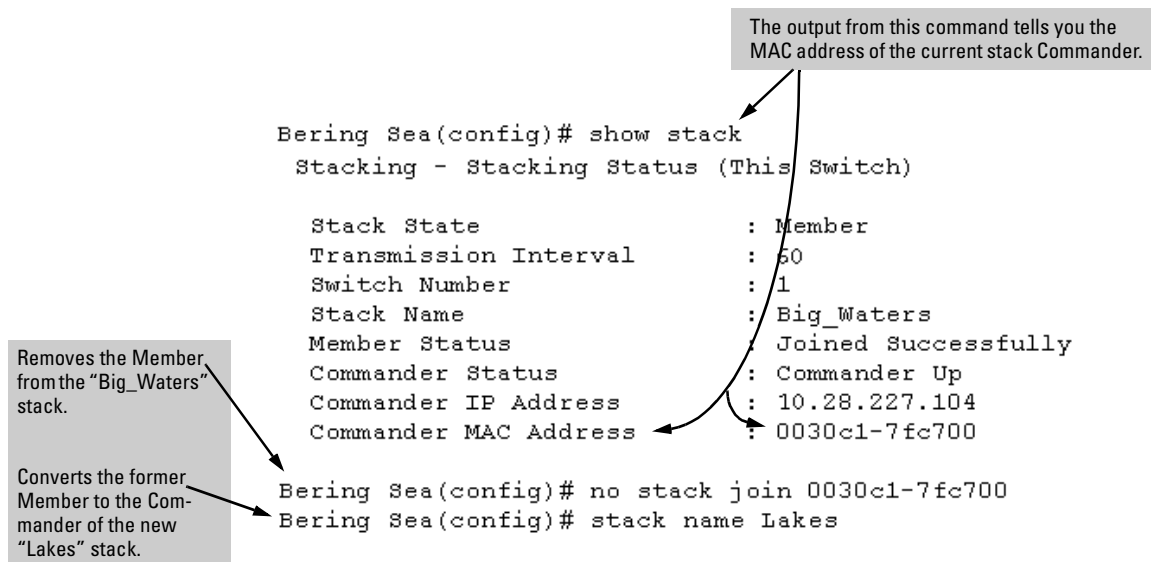 The output from this command tells you the
MAC address of the current stack Commander.
Bering Sea(config)# show stack
Stacking - Stacking Status (This Switch)
Stack State : Member
Transmission Interval : 60
Switch Number : 1
Stack Name : Big_Waters
Member Status : Joined Successfully
Commander Status : Commander Up
Commander IP Address : 10.28.227.104
Commander MAC Address : 0030c1-7fc700
Removes the Member
from the “Big_Waters”
stack.
Converts the former
Member to the Com-
mander of the new
“Lakes” stack.
Bering Sea(config)# no stack join 0030c1-7fc700
Bering Sea(config)# stack name Lakes